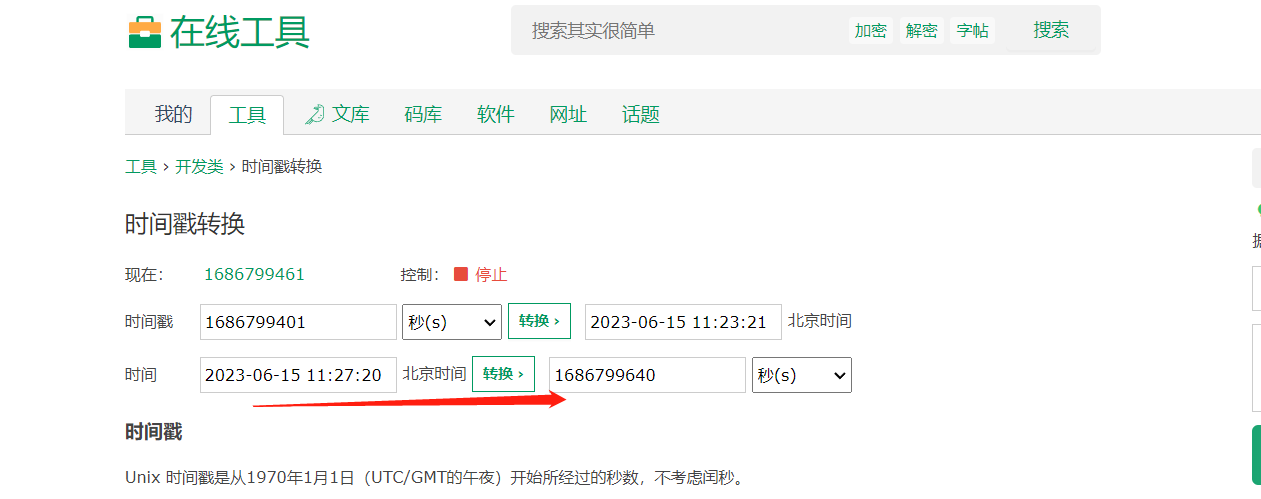 在线工具
搜索其实很简单 加密 解密 字帖 搜索
我的 工具 文库 码库 软件 网址 话题
工具 › 开发类 › 时间戳转换
时间戳转换
现在： 1686799461 控制： 停止
时间戳 1686799401 秒(s) 转换 › 2023-06-15 11:23:21 北京时间
时间 2023-06-15 11:27:20 北京时间 转换 › 1686799640 秒(s)
时间戳
Unix 时间戳是从1970年1月1日（UTC/GMT的午夜）开始所经过的秒数，不考虑闰秒。